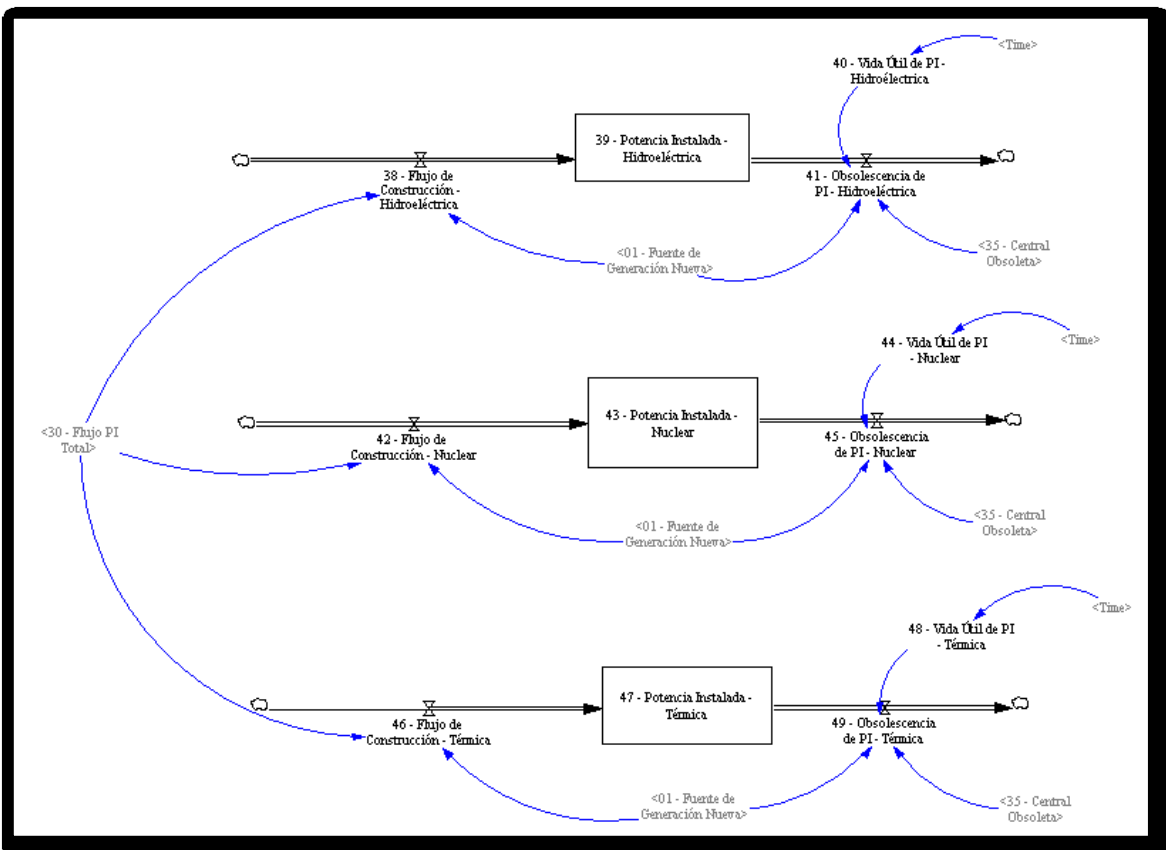 <Time>
40 - Vida Útil de PI -
Hidroélectrica
39 - Potencia Instalada -
Hidroeléctrica
38 - Flujo de
Construcción -
Hidroeléctrica
41 - Obsolescencia de
PI - Hidroeléctrica
<01 - Fuente de
Generación Nueva>
<35 - Central
Obsoleta>
<Time>
44 - Vida Útil de PI
- Nuclear
43 - Potencia Instalada -
Nuclear
<30 - Flujo PI
Total>
42 - Flujo de
Construcción - Nuclear
45 - Obsolescencia
de PI - Nuclear
<01 - Fuente de
Generación Nueva>
<35 - Central
Obsoleta>
<Time>
48 - Vida Útil de PI
- Térmica
47 - Potencia Instalada -
Térmica
46 - Flujo de
Construcción - Térmica
49 - Obsolescencia
de PI - Térmica
<01 - Fuente de
Generación Nueva>
<35 - Central
Obsoleta>